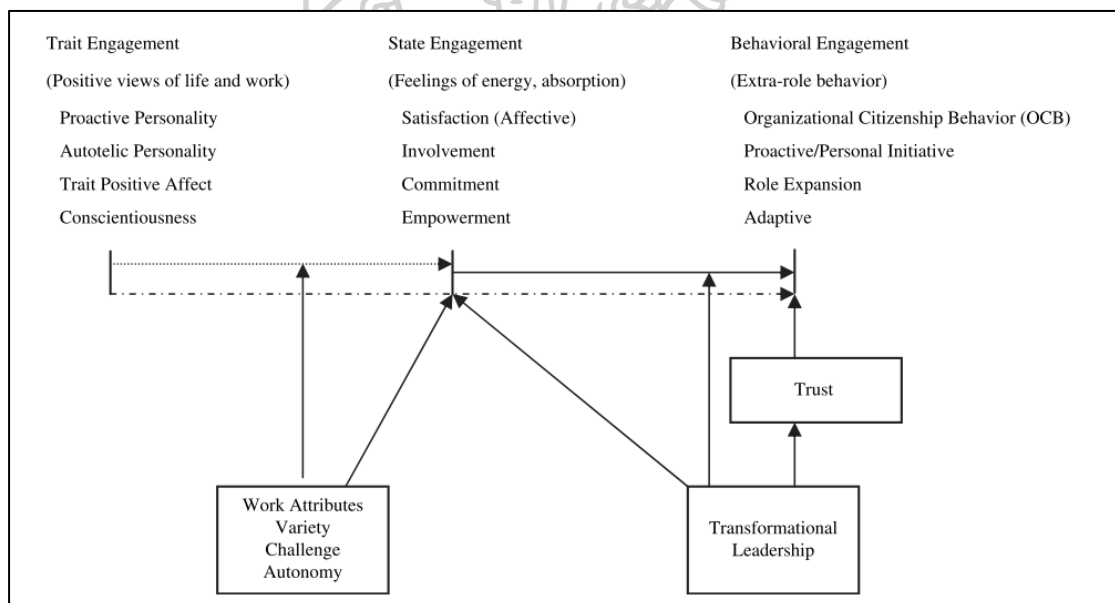 Trait Engagement
(Positive views of life and work)
Proactive Personality
Autotelic Personality
Trait Positive Affect
Conscientiousness
State Engagement
(Feelings of energy, absorption)
Satisfaction (Affective)
Involvement
Commitment
Empowerment
Behavioral Engagement
(Extra-role behavior)
Organizational Citizenship Behavior (OCB)
Proactive/Personal Initiative
Role Expansion
Adaptive
Trust
Work Attributes
Variety
Challenge
Autonomy
Transformational
Leadership